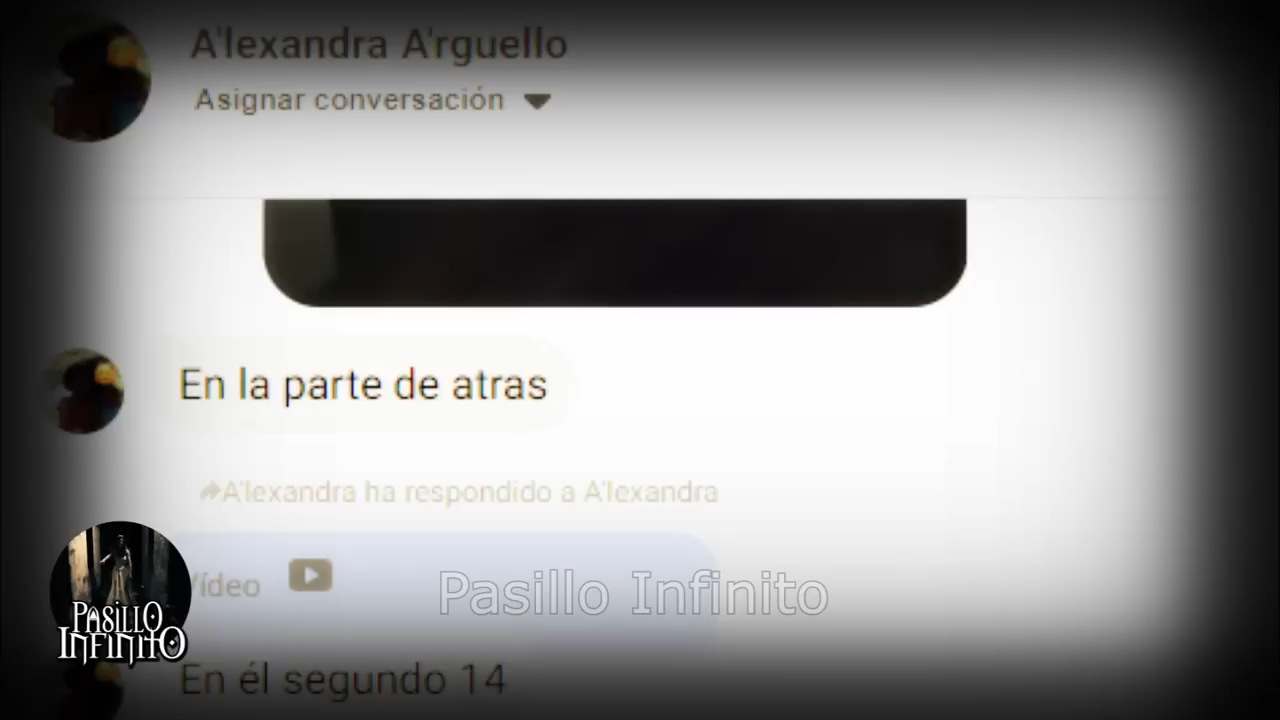 A'lexandra A'rguello
Asignar conversación
En la parte de atras
A'lexandra ha respondido a A'lexandra
Vídeo
Pasillo Infinito
PASILLO
INFINITO
En él segundo 14